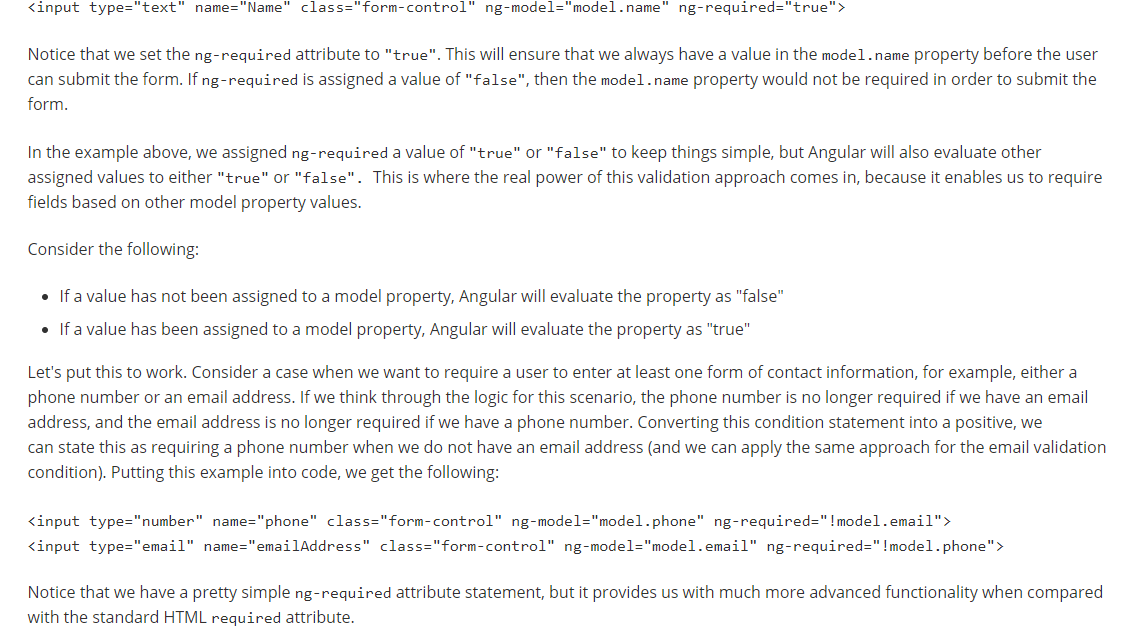 <input type="text" name="Name" class="form-control" ng-model="model.name" ng-required="true">
Notice that we set the ng-required attribute to "true". This will ensure that we always have a value in the model.name property before the user
can submit the form. If ng-required is assigned a value of "false", then the model.name property would not be required in order to submit the
form.
In the example above, we assigned ng-required a value of "true" or "false" to keep things simple, but Angular will also evaluate other
assigned values to either "true" or "false". This is where the real power of this validation approach comes in, because it enables us to require
fields based on other model property values.
Consider the following:
• If a value has not been assigned to a model property, Angular will evaluate the property as "false"
• If a value has been assigned to a model property, Angular will evaluate the property as "true"
Let's put this to work. Consider a case when we want to require a user to enter at least one form of contact information, for example, either a
phone number or an email address. If we think through the logic for this scenario, the phone number is no longer required if we have an email
address, and the email address is no longer required if we have a phone number. Converting this condition statement into a positive, we
can state this as requiring a phone number when we do not have an email address (and we can apply the same approach for the email validation
condition). Putting this example into code, we get the following:
<input type="number" name="phone" class="form-control" ng-model="model.phone" ng-required="!model.email">
<input type="email" name="emailAddress" class="form-control" ng-model="model.email" ng-required="!model.phone">
Notice that we have a pretty simple ng-required attribute statement, but it provides us with much more advanced functionality when compared
with the standard HTML required attribute.